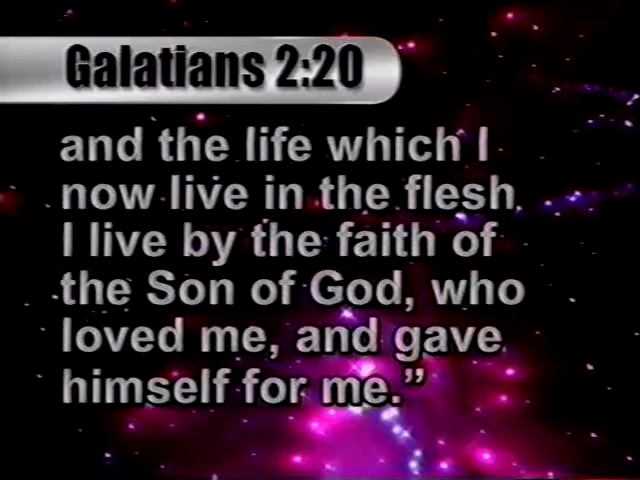 Galatians 2:20
and the life which I
now live in the flesh
I live by the faith of
the Son of God, who
loved me, and gave
himself for me.”